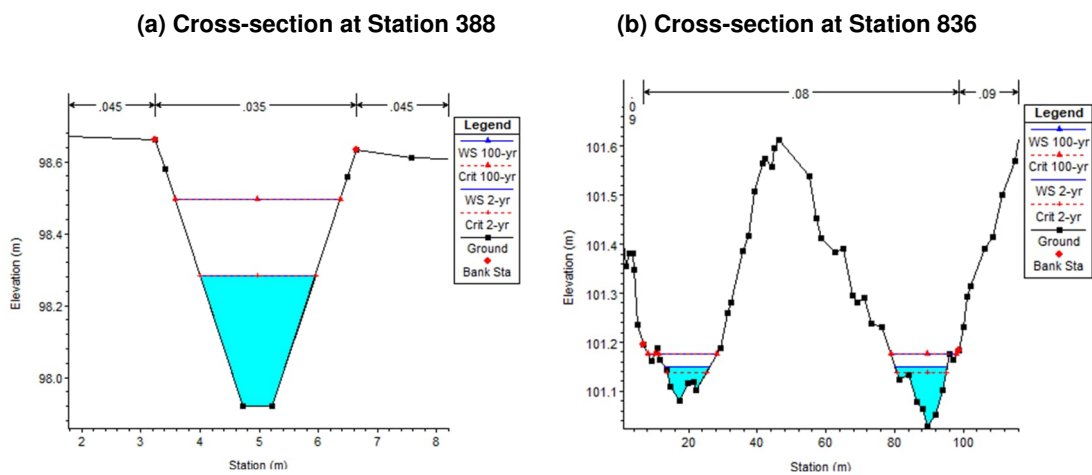 (a) Cross-section at Station 388
(b) Cross-section at Station 836
.045
.035
.045
98.6
98.4
98.2
98.0
Elevation (m)
2
3
4
5
6
7
8
Station (m)
Legend
WS 100-yr
Crit 100-yr
WS 2-yr
Crit 2-yr
Ground
Bank Sta
.09
.08
.09
101.6
101.5
101.4
101.3
101.2
101.1
Elevation (m)
20
40
60
80
100
Station (m)
Legend
WS 100-yr
Crit 100-yr
WS 2-yr
Crit 2-yr
Ground
Bank Sta